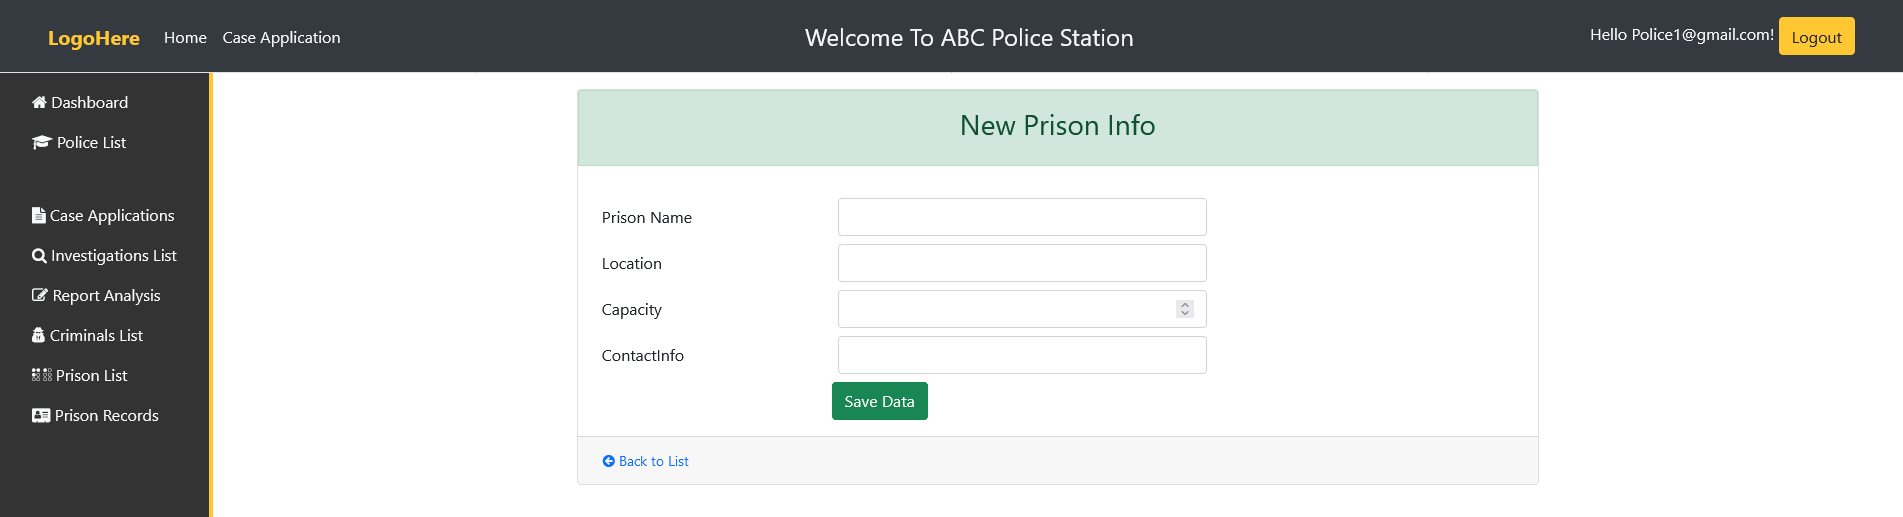 LogoHere Home Case Application Welcome To ABC Police Station Hello Police1@gmail.com! Logout
Dashboard
Police List
Case Applications
Investigations List
Report Analysis
Criminals List
Prison List
Prison Records
New Prison Info
Prison Name
Location
Capacity
ContactInfo
Save Data
Back to List